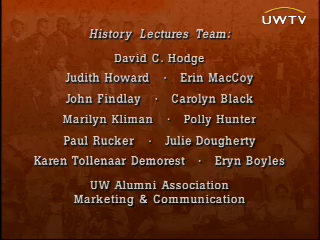 UWTV
History Lectures Team:
David C. Hodge
Judith Howard · Erin MacCoy
John Findlay · Carolyn Black
Marilyn Kliman · Polly Hunter
Paul Rucker · Julie Dougherty
Karen Tollenaar Demorest · Eryn Boyles
UW Alumni Association
Marketing & Communication